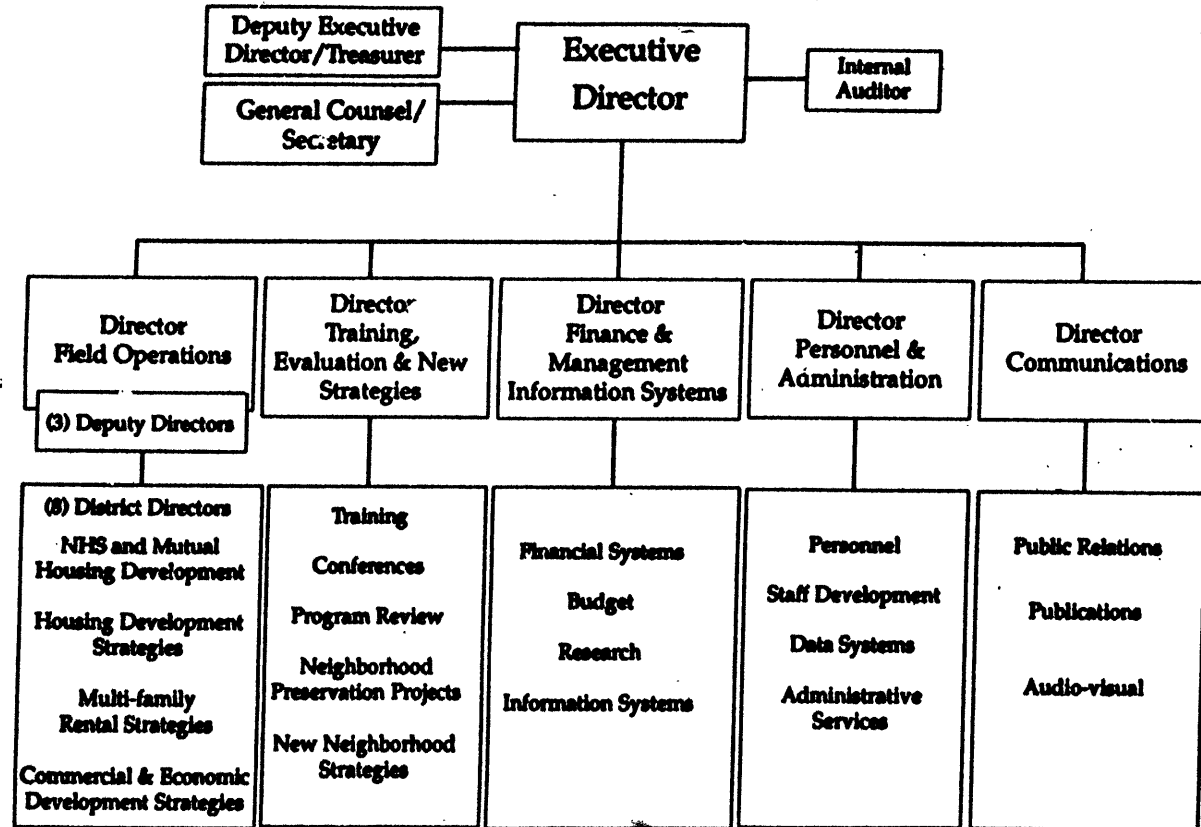 Deputy Executive
Director/Treasurer
General Counsel/
Secretary
Executive
Director
Internal
Auditor
Director
Field Operations
(3) Deputy Directors
Director
Training,
Evaluation & New
Strategies
Director
Finance &
Management
Information Systems
Director
Personnel &
Administration
Director
Communications
(8) District Directors
NHS and Mutual
Housing Development
Housing Development
Strategies
Multi-family
Rental Strategies
Commercial & Economic
Development Strategies
Training
Conferences
Program Review
Neighborhood
Preservation Projects
New Neighborhood
Strategies
Financial Systems
Budget
Research
Information Systems
Personnel
Staff Development
Data Systems
Administrative
Services
Public Relations
Publications
Audio-visual